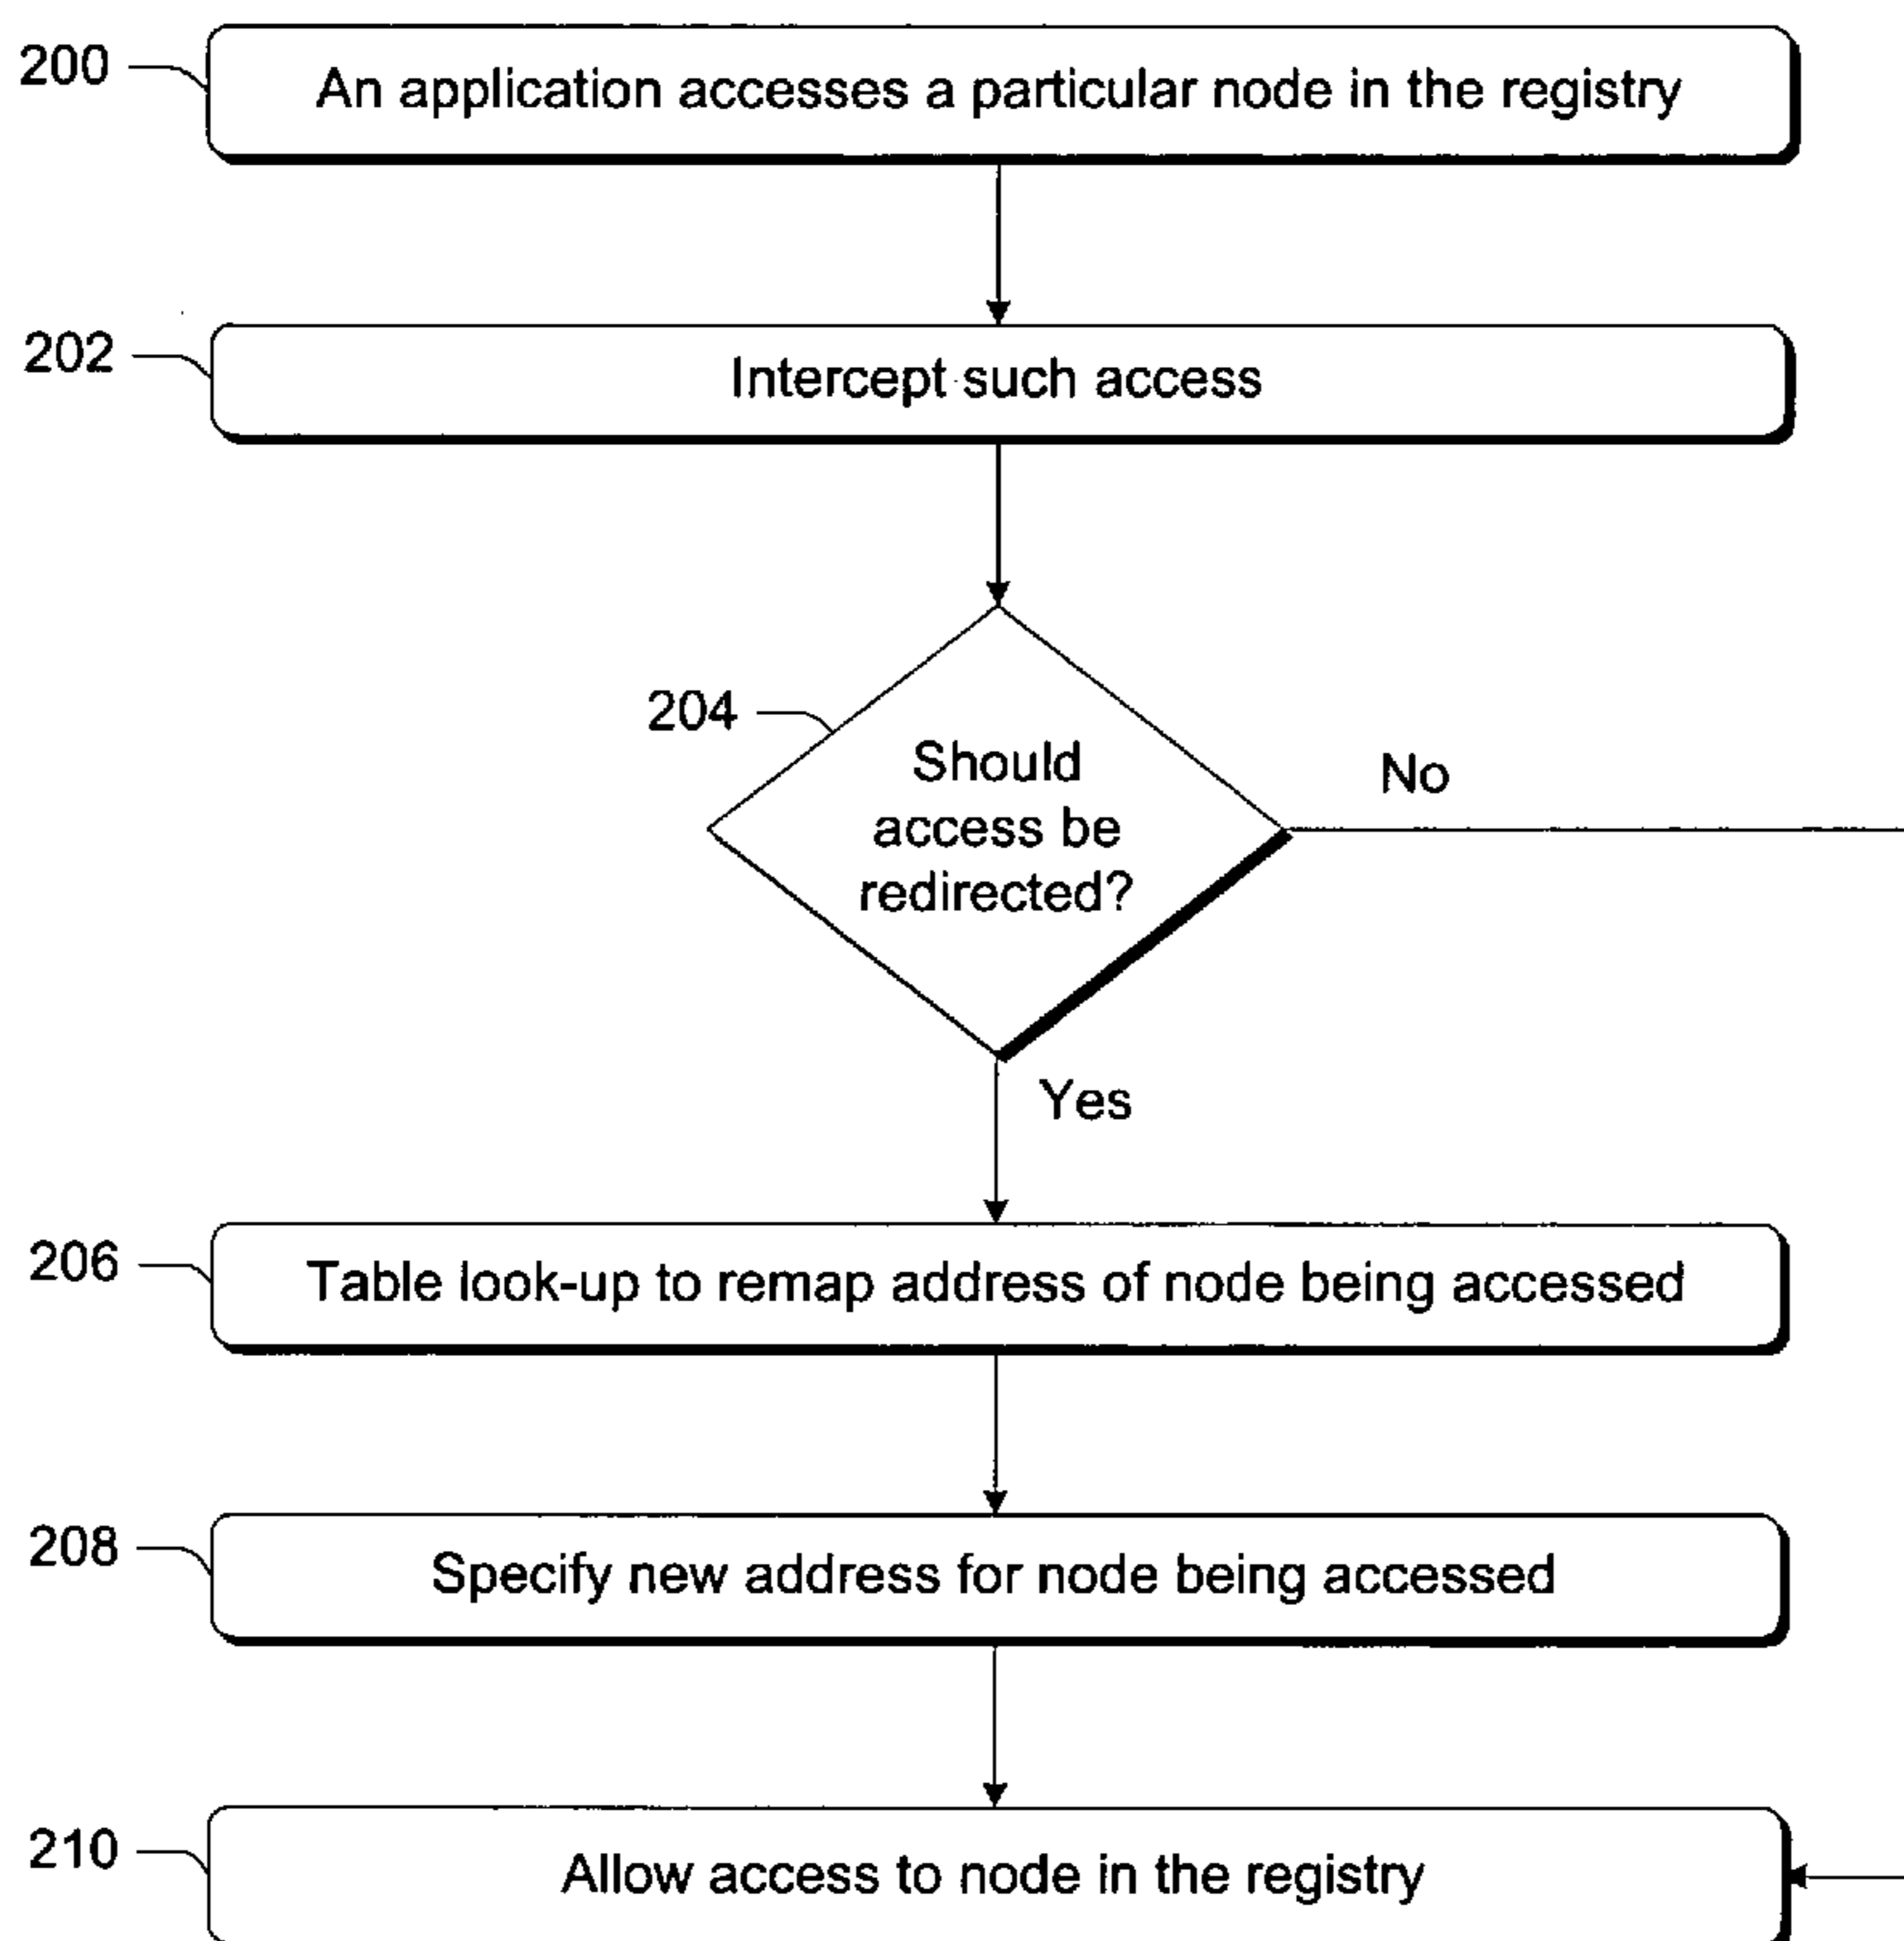 200
An application accesses a particular node in the registry
202
Intercept such access
204
Should
access be
redirected?
No
Yes
206
Table look-up to remap address of node being accessed
208
Specify new address for node being accessed
210
Allow access to node in the registry